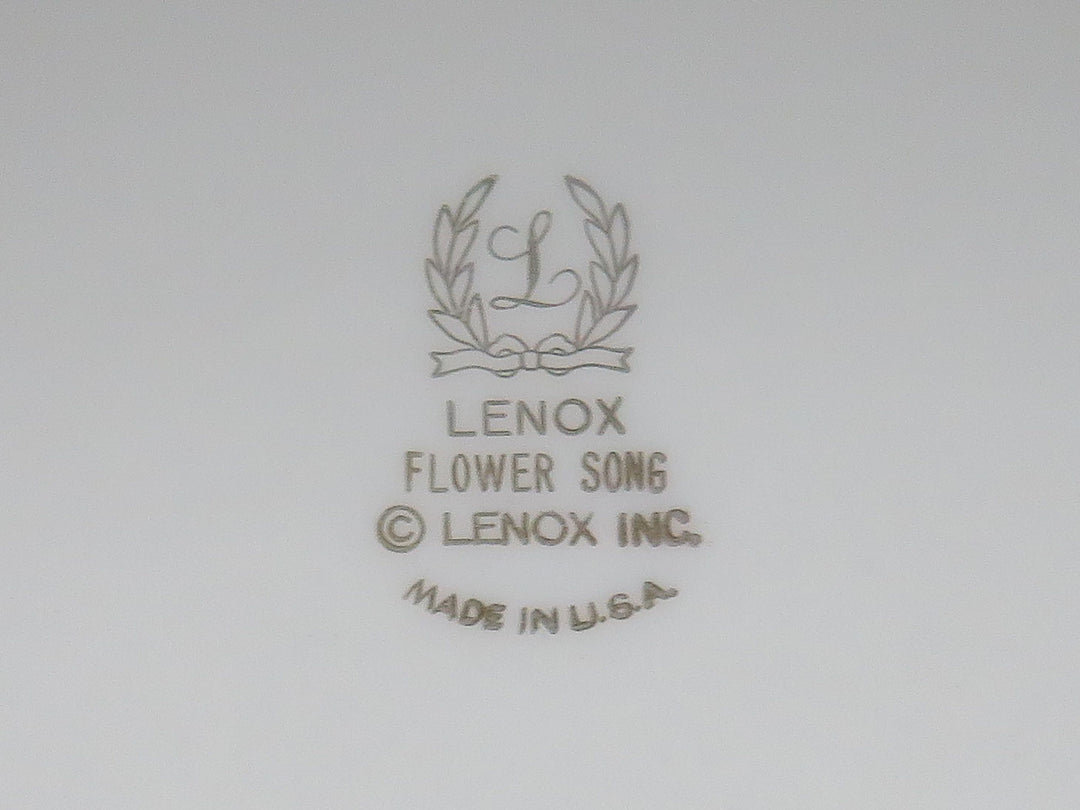 L
LENOX
FLOWER SONG
© LENOX INC.
MADE IN U.S.A.